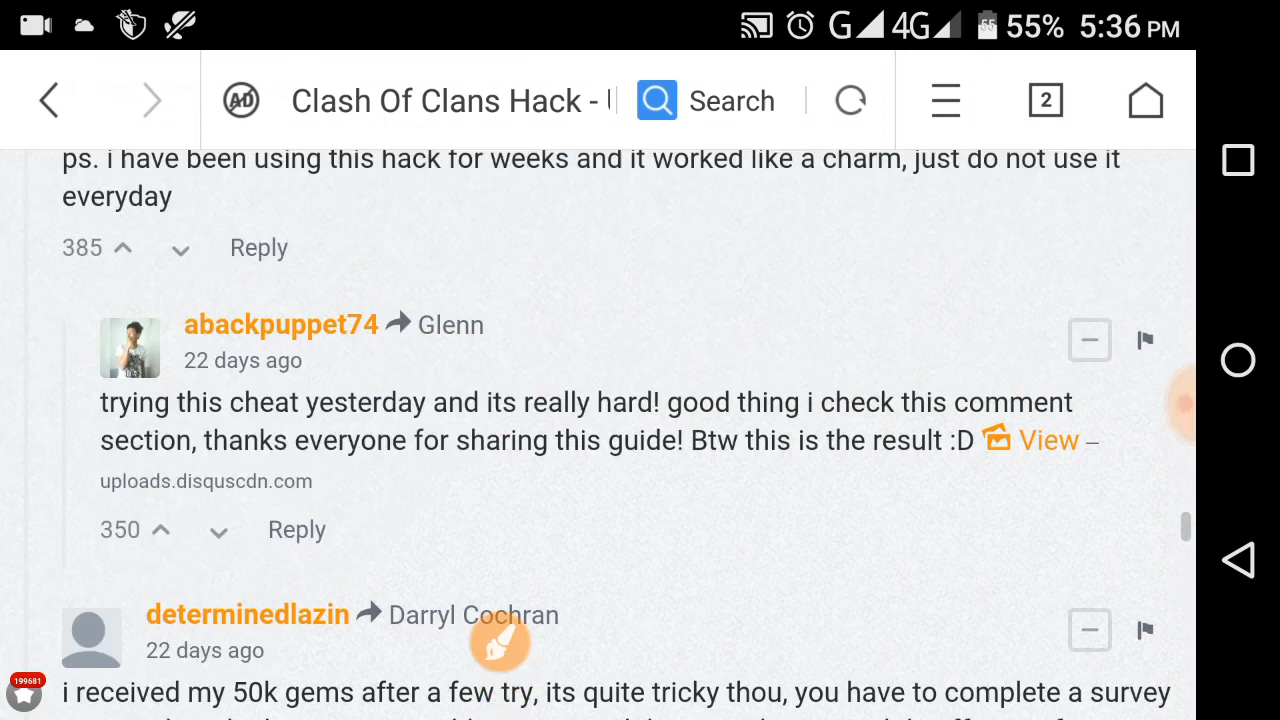 G 4G 55 55% 5:36 PM
AD Clash Of Clans Hack - Search 2
ps. i have been using this hack for weeks and it worked like a charm, just do not use it
everyday
385 Reply
abackpuppet74 Glenn
22 days ago
trying this cheat yesterday and its really hard! good thing i check this comment
section, thanks everyone for sharing this guide! Btw this is the result :D View –
uploads.disquscdn.com
350 Reply
determinedlazin Darryl Cochran
22 days ago
199681
i received my 50k gems after a few try, its quite tricky thou, you have to complete a survey